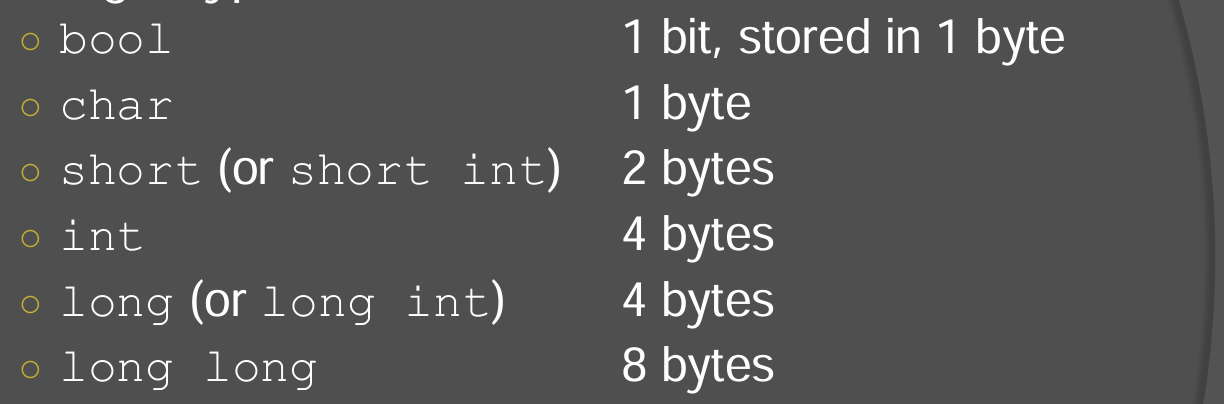 bool 1 bit, stored in 1 byte
char 1 byte
short (or short int) 2 bytes
int 4 bytes
long (or long int) 4 bytes
long long 8 bytes